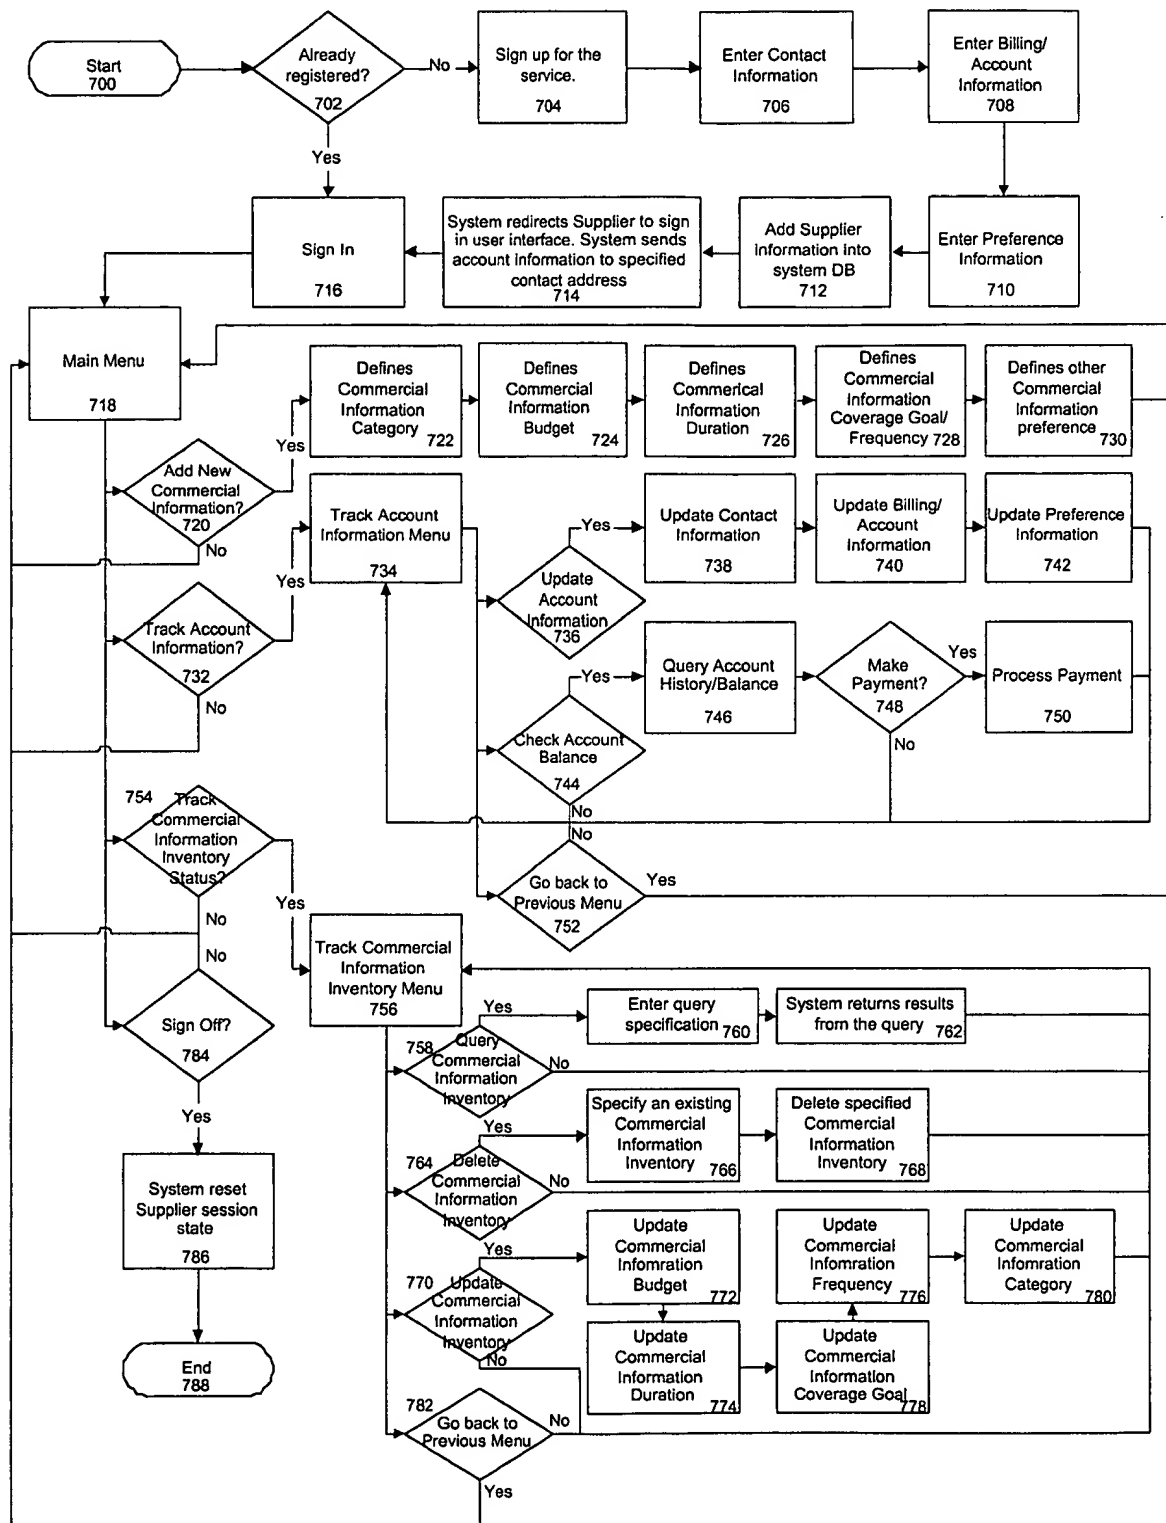 Start
700
Already
registered?
702
No
Sign up for the
service.
704
Enter Contact
Information
706
Enter Billing/
Account
Information
708
Yes
Sign In
716
System redirects Supplier to sign
in user interface. System sends
account information to specified
contact address
714
Add Supplier
information into
system DB
712
Enter Preference
Information
710
Main Menu
718
Defines
Commercial
Information
Category
722
Defines
Commercial
Information
Budget
724
Defines
Commerical
Information
Duration
726
Defines
Commercial
Information
Coverage Goal/
Frequency 728
Defines other
Commercial
Information
preference
730
Yes
Add New
Commercial
Information?
720
No
Track Account
Information Menu
734
Yes
Update Contact
Information
738
Update Billing/
Account
Information
740
Update Preference
Information
742
Yes
Update
Account
Information
736
Track Account
Information?
732
No
Yes
Query Account
History/Balance
746
Make
Payment?
748
Yes
Process Payment
750
No
Check Account
Balance
744
No
No
754
Track
Commercial
Information
Inventory
Status?
Yes
No
Go back to
Previous Menu
752
Yes
Track Commercial
Information
Inventory Menu
756
No
Sign Off?
784
Yes
Yes
Enter query
specification
760
System returns results
from the query
762
758
Query
Commercial
Information
Inventory
No
Specify an existing
Commercial
Information
Inventory
766
Delete specified
Commercial
Information
Inventory
768
Yes
764
Delete
Commercial
Information
Inventory
No
System reset
Supplier session
state
786
Yes
Update
Commercial
Infomration
Budget
772
Update
Commercial
Infomration
Frequency
776
Update
Commercial
Infomration
Category
780
770
Update
Commercial
Information
Inventory
No
Update
Commercial
Information
Duration
774
Update
Commercial
Information
Coverage Goal
778
End
788
782
Go back to
Previous Menu
No
Yes